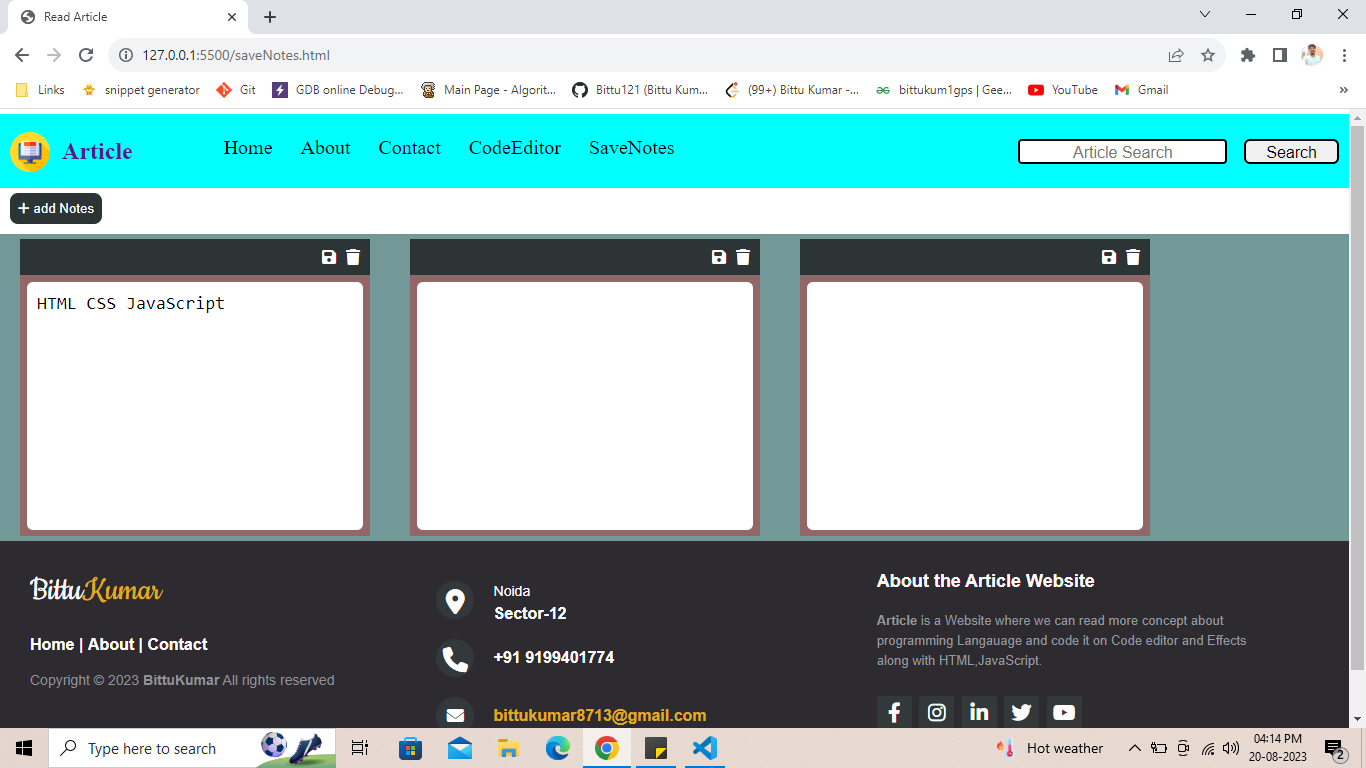 Read Article
127.0.0.1:5500/saveNotes.html
Links snippet generator Git GDB online Debug... Main Page - Algorit... Bittu121 (Bittu Kum... (99+) Bittu Kumar -... bittukum1gps | Gee... YouTube Gmail »
Article Home About Contact CodeEditor SaveNotes Article Search Search
+ add Notes
HTML CSS JavaScript
BittuKumar
Home | About | Contact
Copyright © 2023 BittuKumar All rights reserved
Noida
Sector-12
+91 9199401774
bittukumar8713@gmail.com
About the Article Website
Article is a Website where we can read more concept about
programming Langauage and code it on Code editor and Effects
along with HTML,JavaScript.
Type here to search
Hot weather
04:14 PM
20-08-2023
2